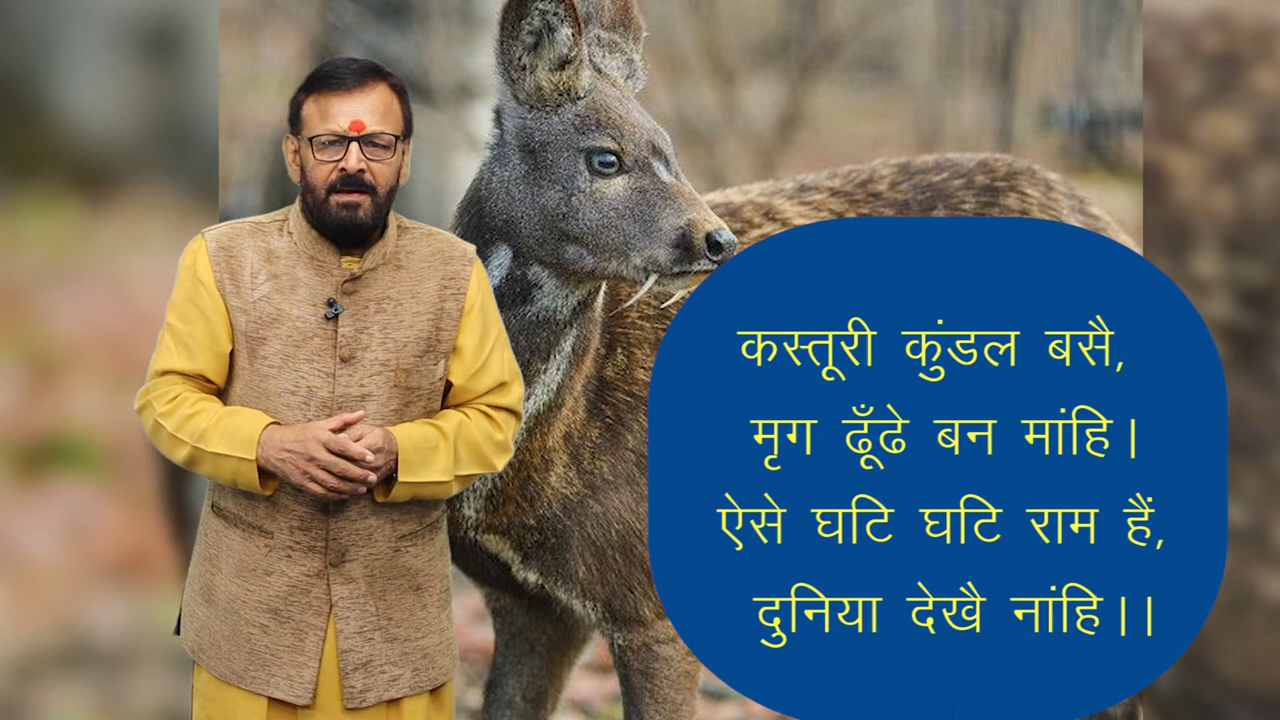 कस्तूरी कुंडल बसै,
मृग ढूँढे बन मांहि।
ऐसे घटि घटि राम हैं,
दुनिया देखै नांहि।।